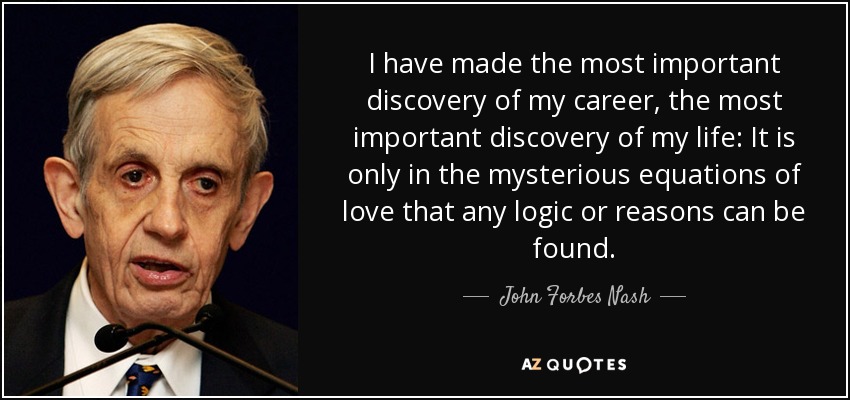 I have made the most important
discovery of my career, the most
important discovery of my life: It is
only in the mysterious equations of
love that any logic or reasons can be
found.
John Forbes Nash
AZ QUOTES